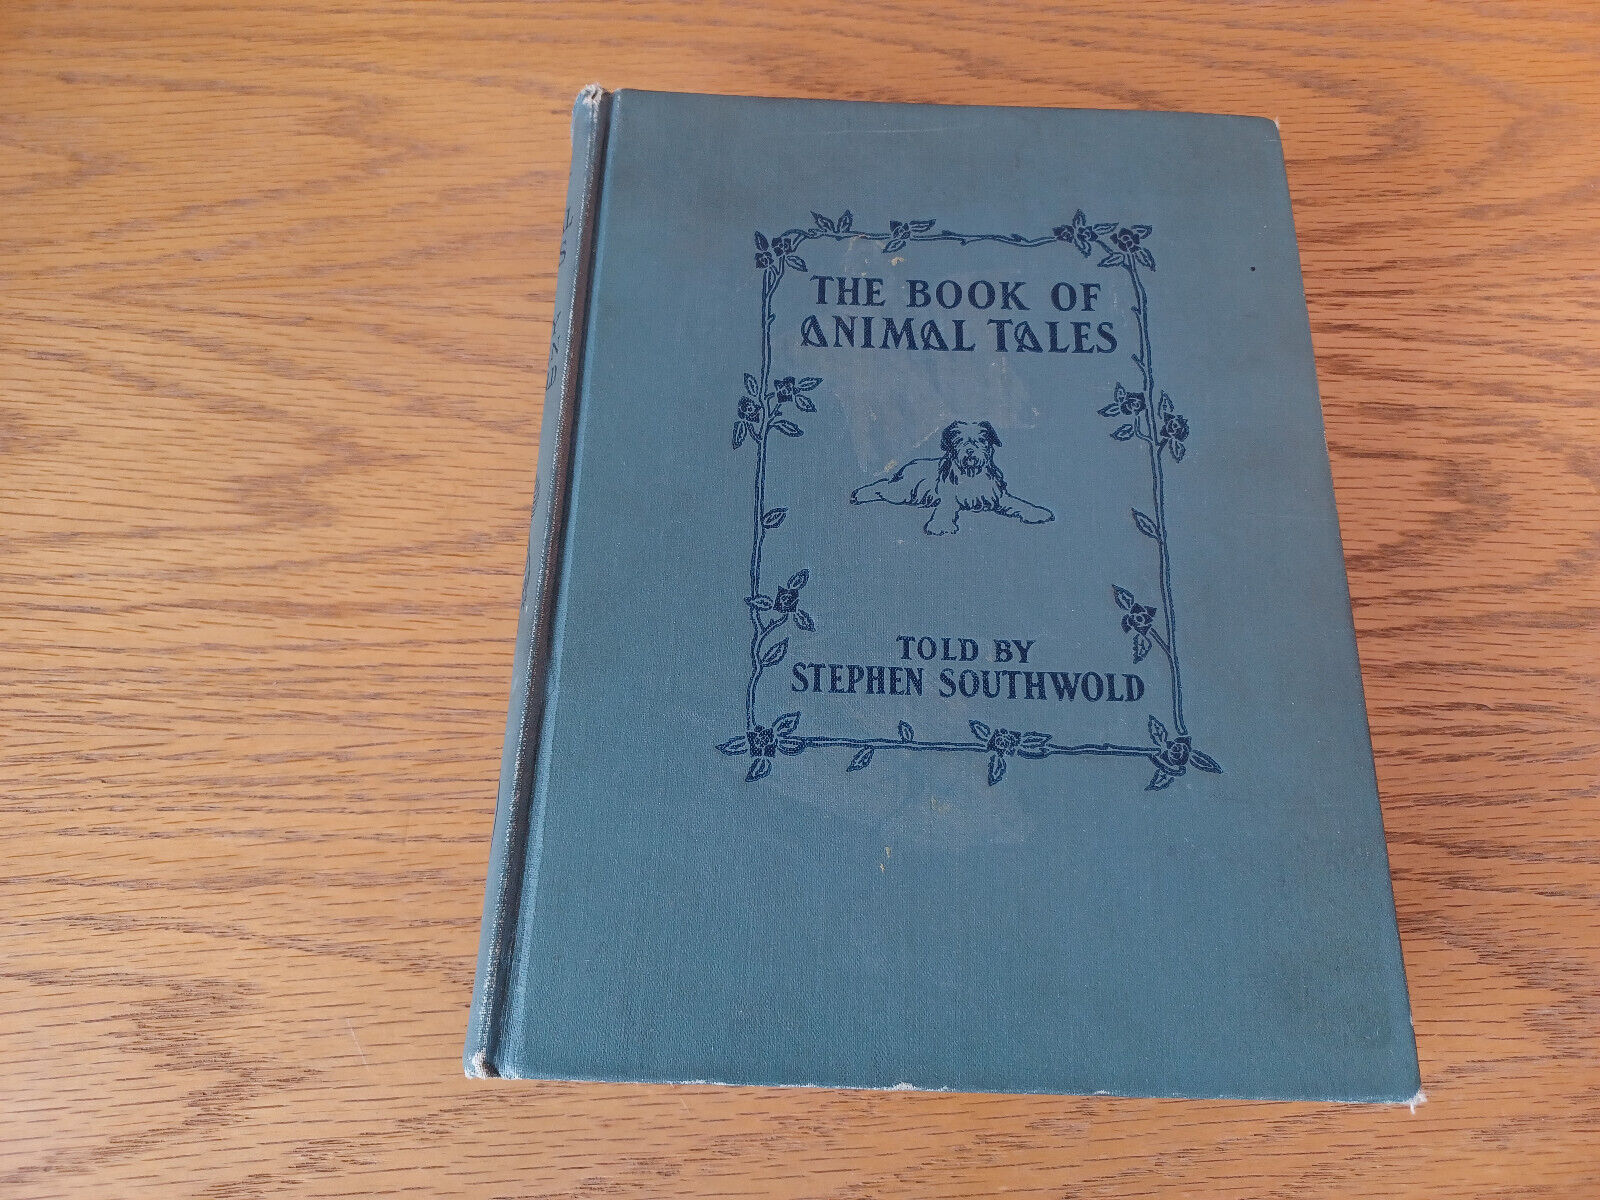 THE BOOK OF
ANIMAL TALES
TOLD BY
STEPHEN SOUTHWOLD